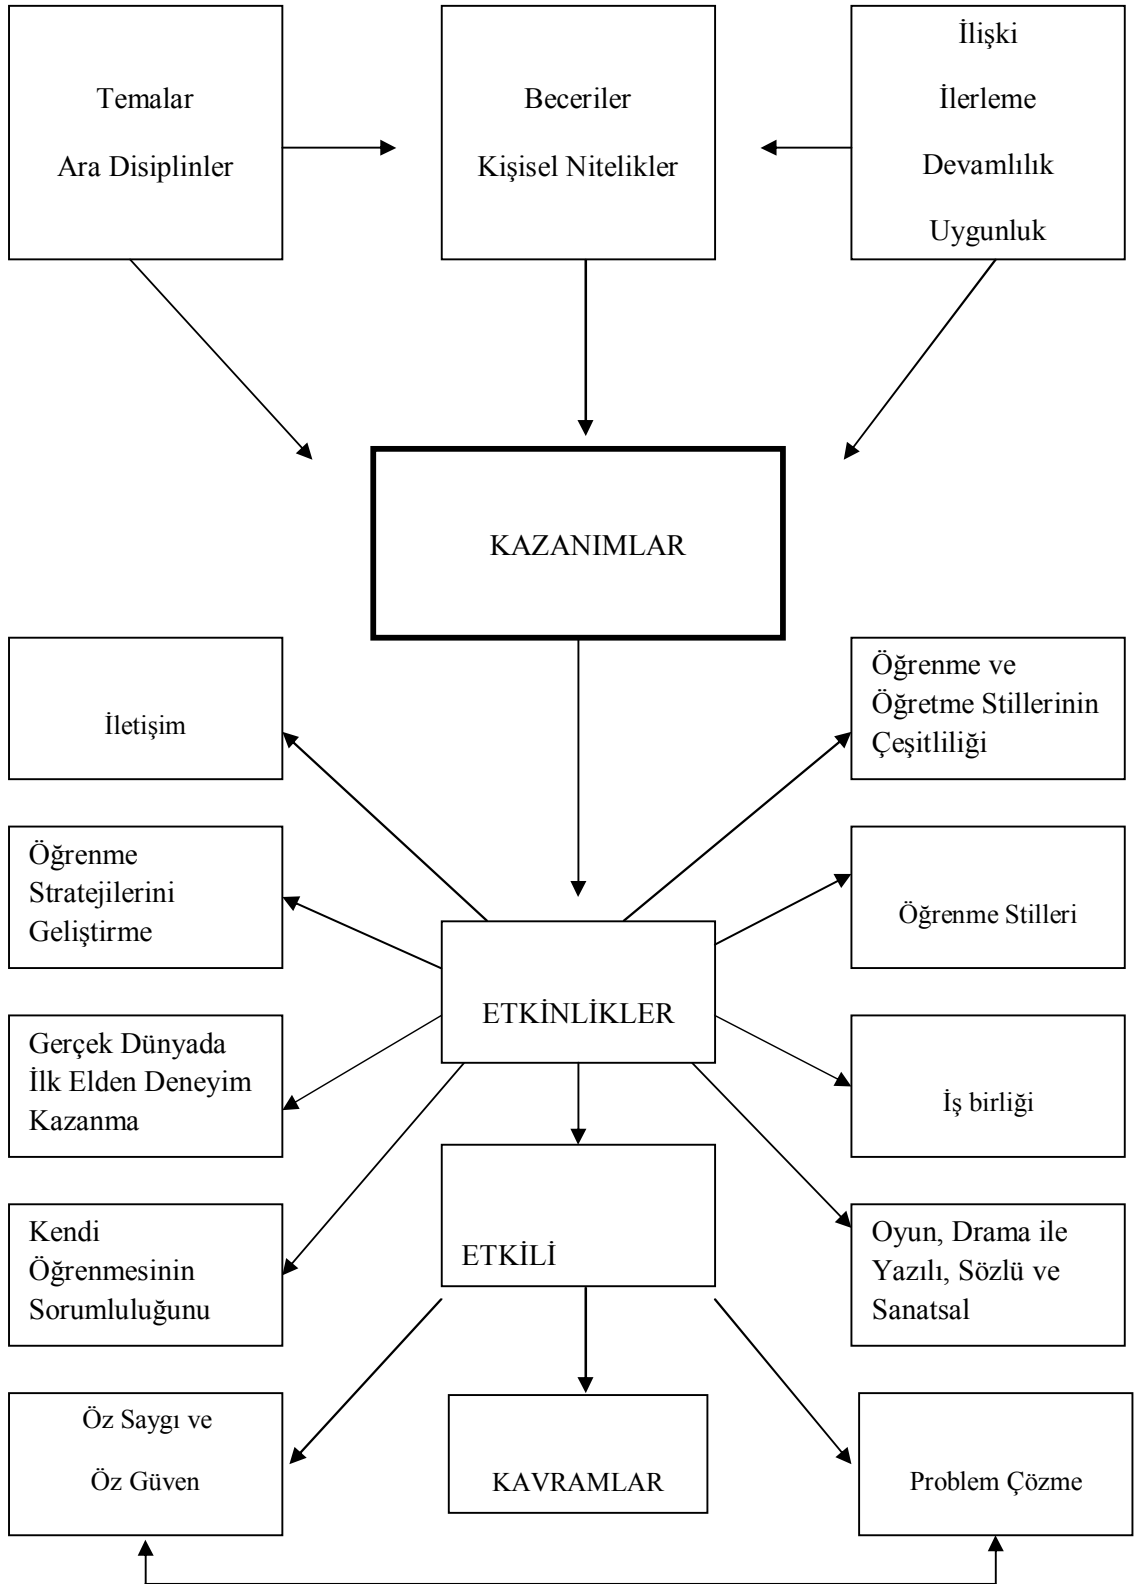 Temalar
Ara Disiplinler
Beceriler
Kişisel Nitelikler
İlişki
İlerleme
Devamlılık
Uygunluk
KAZANIMLAR
İletişim
Öğrenme ve
Öğretme Stillerinin
Çeşitliliği
Öğrenme
Stratejilerini
Geliştirme
Öğrenme Stilleri
ETKİNLİKLER
Gerçek Dünyada
İlk Elden Deneyim
Kazanma
İş birliği
Kendi
Öğrenmesinin
Sorumluluğunu
ETKİLİ
Oyun, Drama ile
Yazılı, Sözlü ve
Sanatsal
Öz Saygı ve
Öz Güven
KAVRAMLAR
Problem Çözme